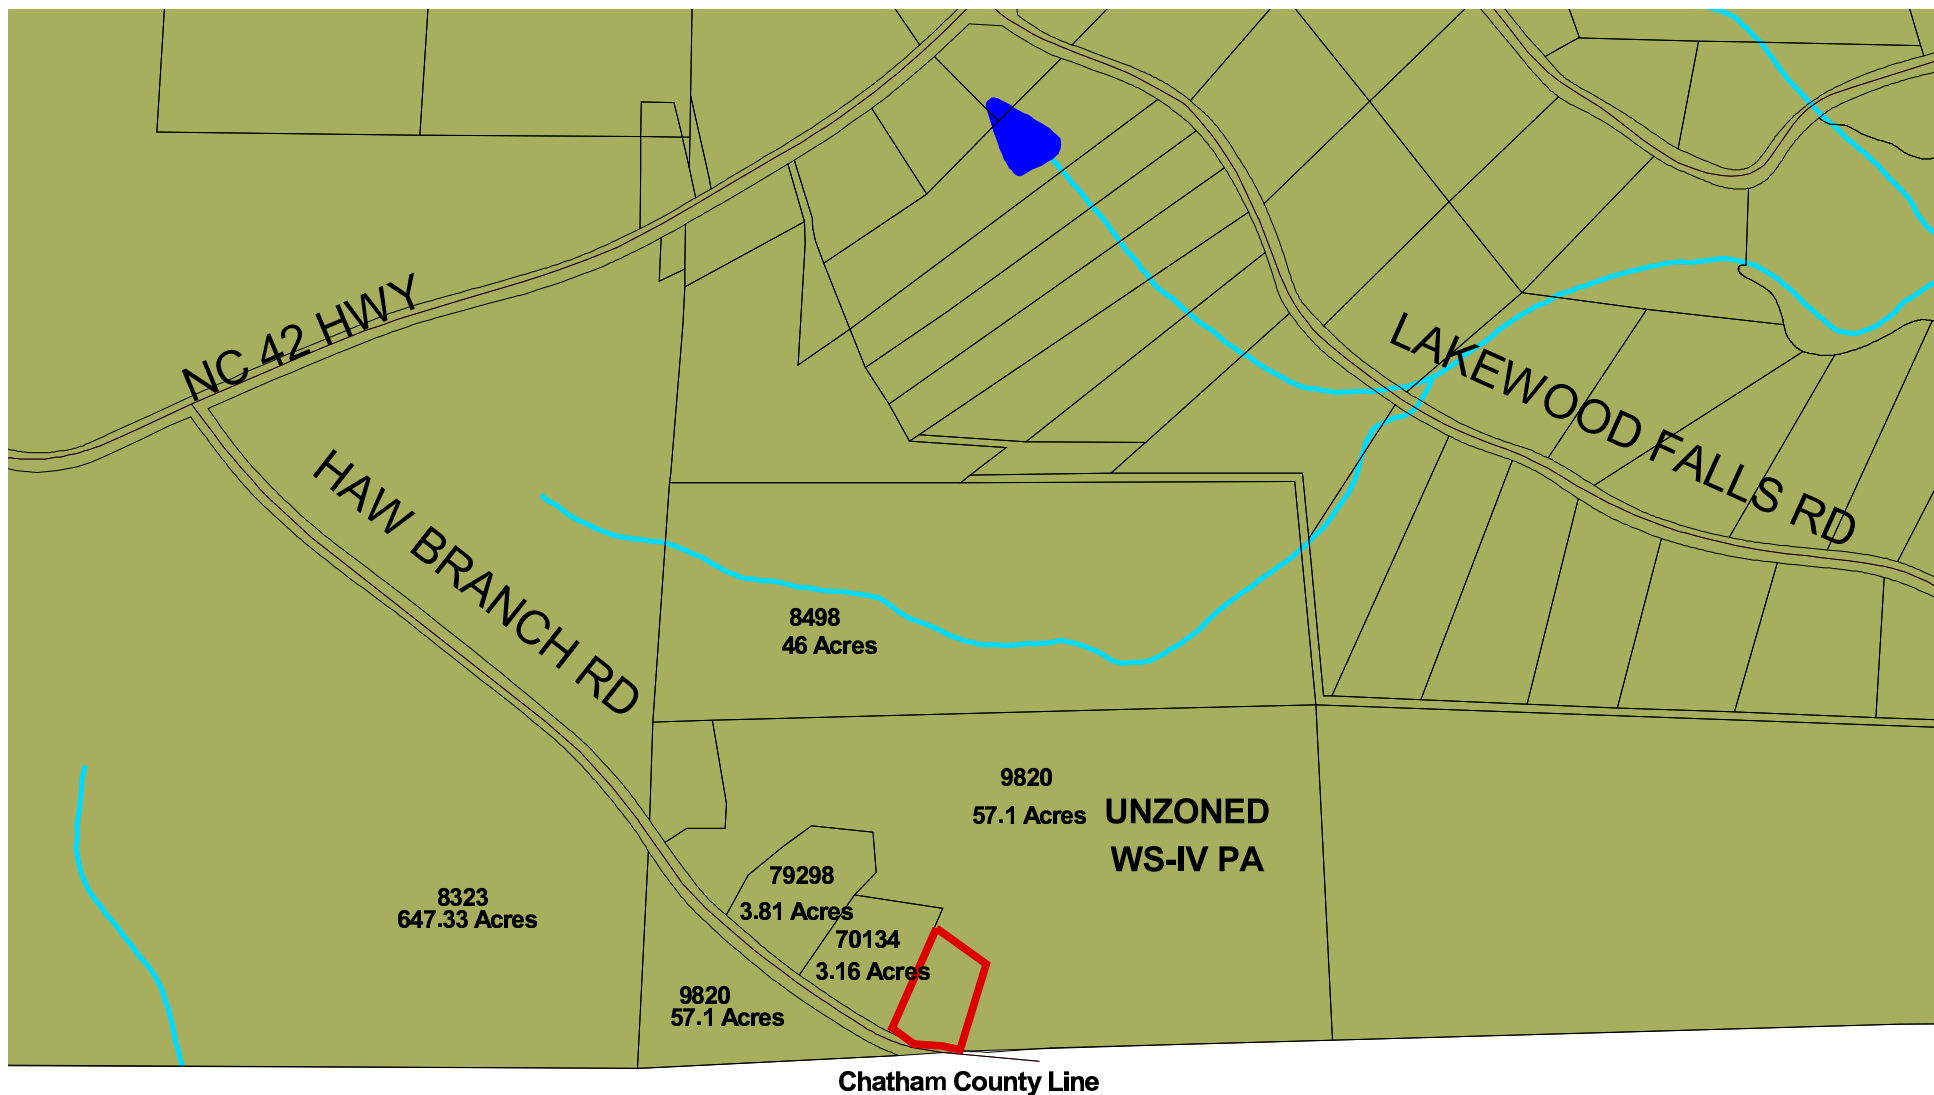 NC 42 HWY
LAKEWOOD FALLS RD
HAW BRANCH RD
8498
46 Acres
9820
57.1 Acres
UNZONED
WS-IV PA
79298
3.81 Acres
8323
647.33 Acres
70134
3.16 Acres
9820
57.1 Acres
Chatham County Line